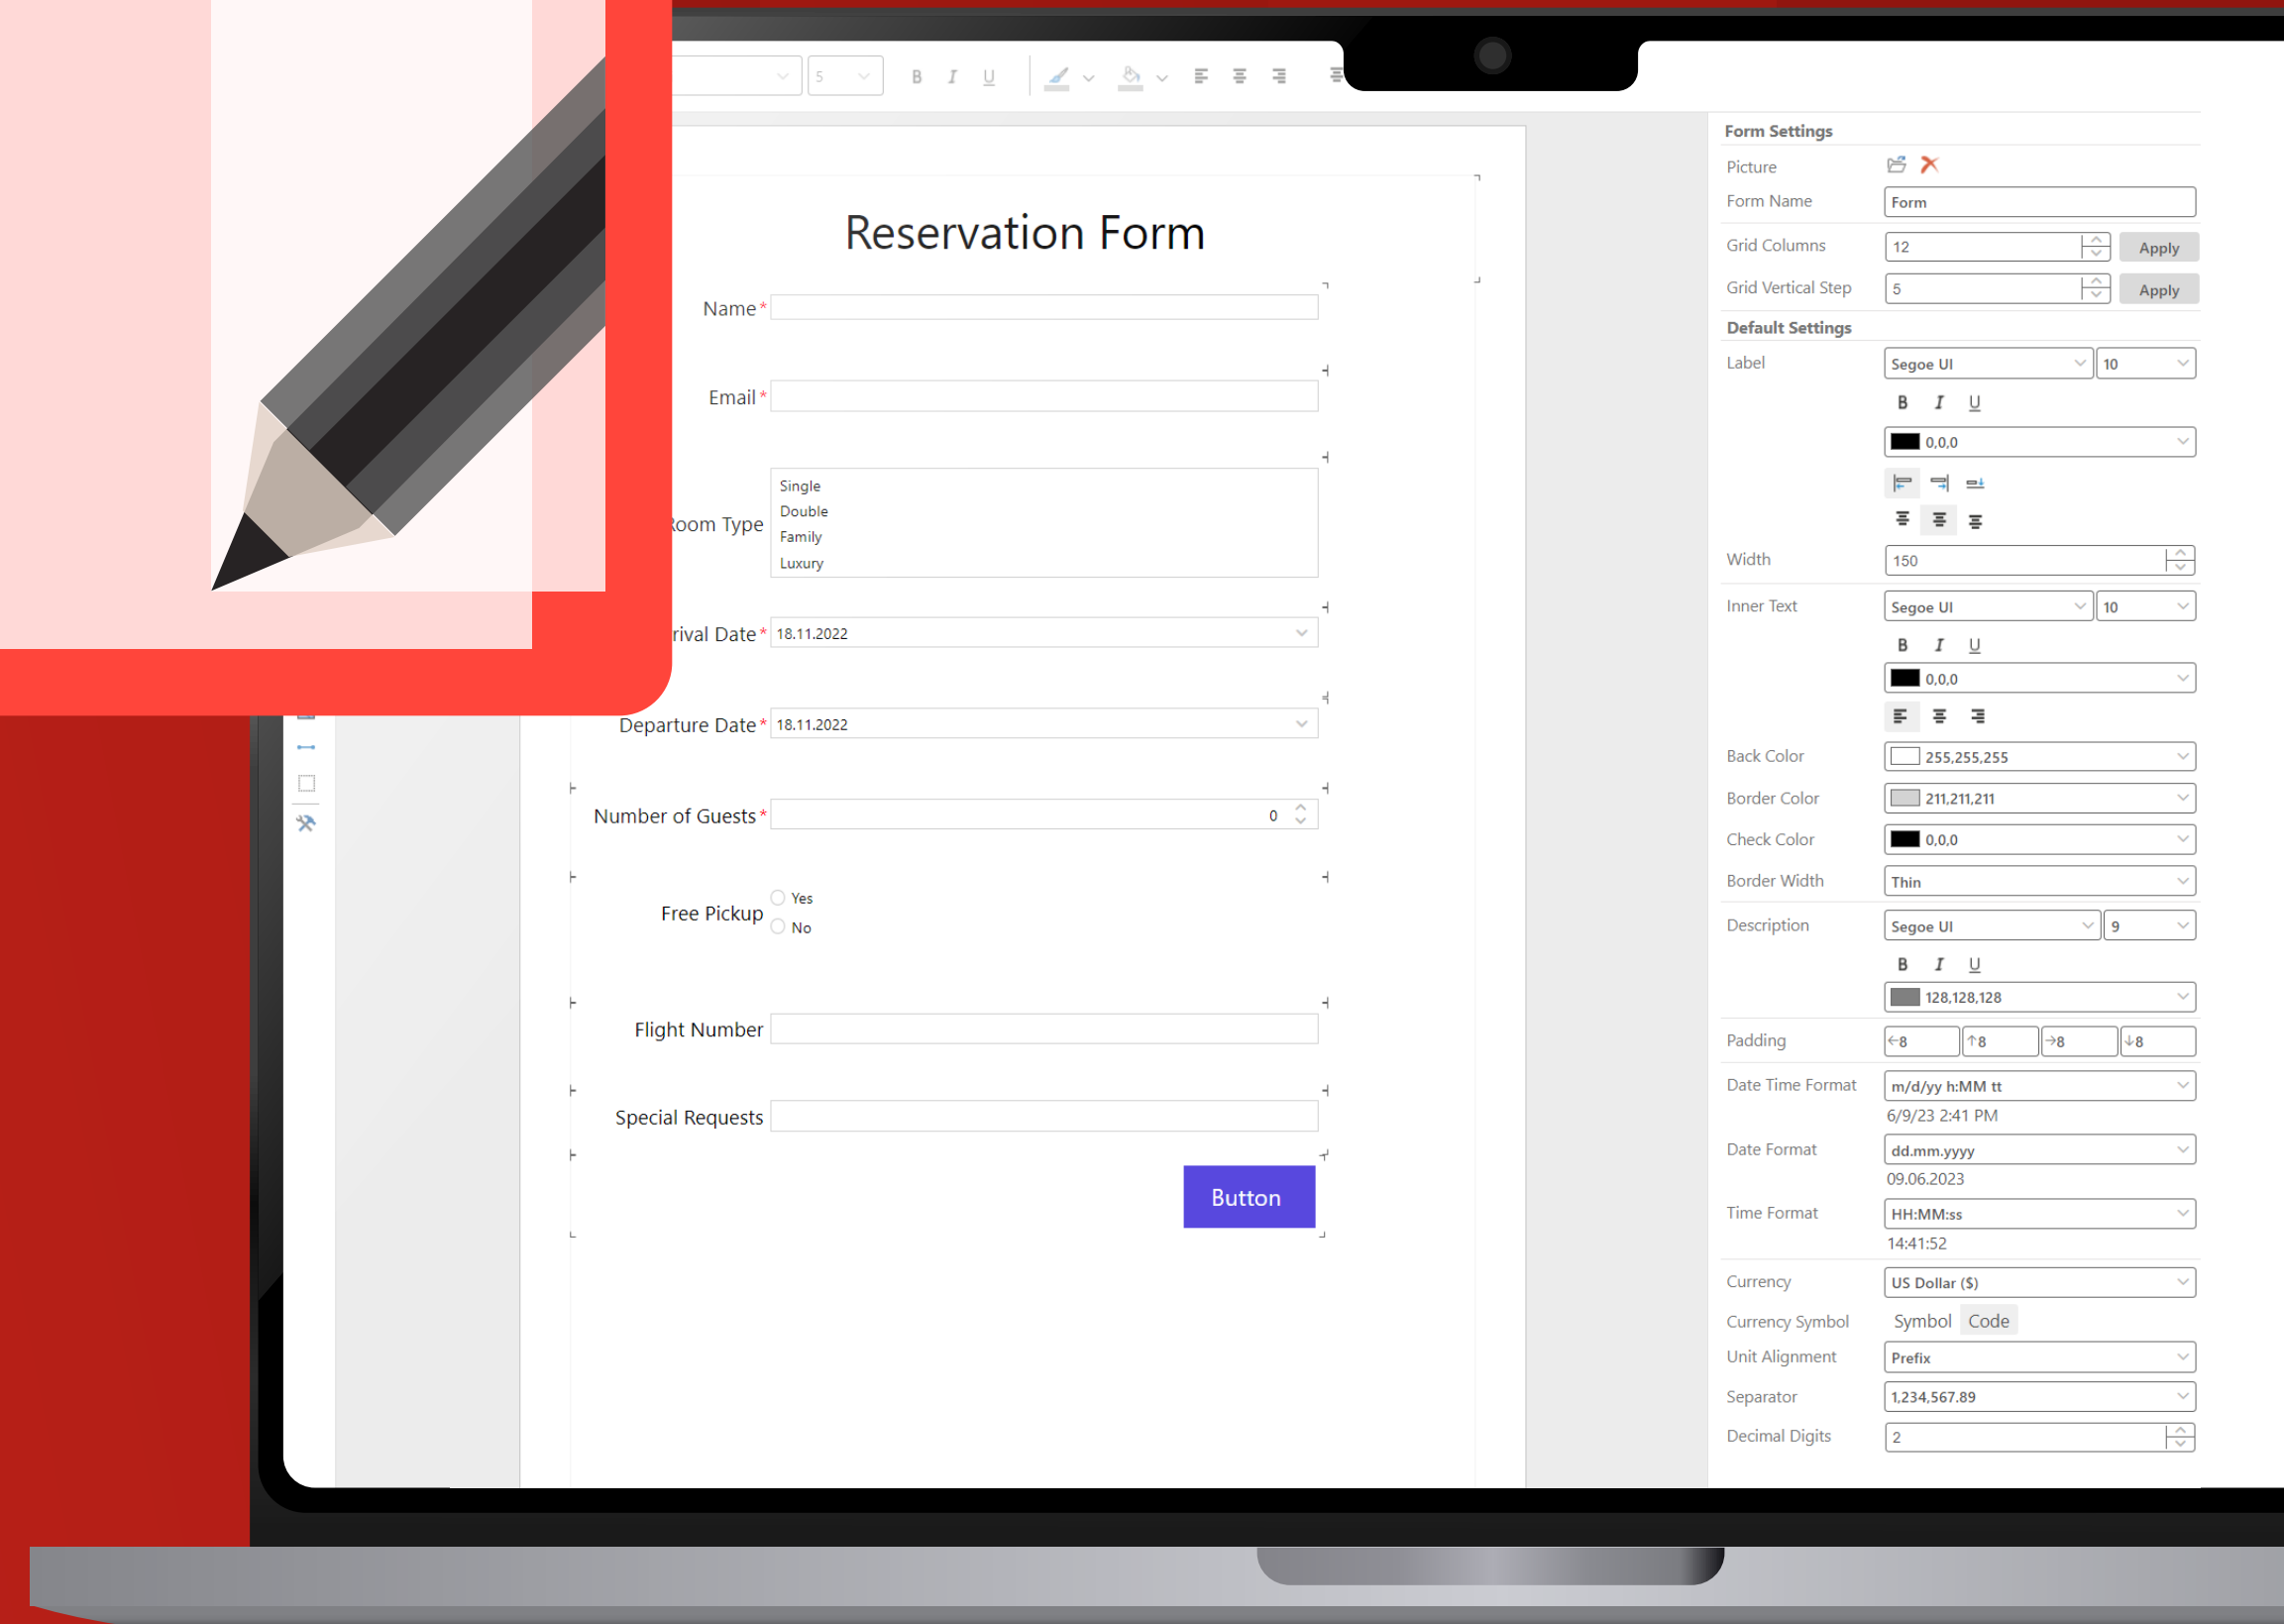 5 B I U
Reservation Form
Name*
Email*
Room Type
Single
Double
Family
Luxury
rival Date* 18.11.2022
Departure Date* 18.11.2022
Number of Guests* 0
Free Pickup
Yes
No
Flight Number
Special Requests
Button
Form Settings
Picture
Form Name Form
Grid Columns 12 Apply
Grid Vertical Step 5 Apply
Default Settings
Label Segoe UI 10
B I U
0,0,0
Width 150
Inner Text Segoe UI 10
B I U
0,0,0
Back Color 255,255,255
Border Color 211,211,211
Check Color 0,0,0
Border Width Thin
Description Segoe UI 9
B I U
128,128,128
Padding ←8 ↑8 →8 ↓8
Date Time Format m/d/yy h:MM tt
6/9/23 2:41 PM
Date Format dd.mm.yyyy
09.06.2023
Time Format HH:MM:ss
14:41:52
Currency US Dollar ($)
Currency Symbol Symbol Code
Unit Alignment Prefix
Separator 1,234,567.89
Decimal Digits 2